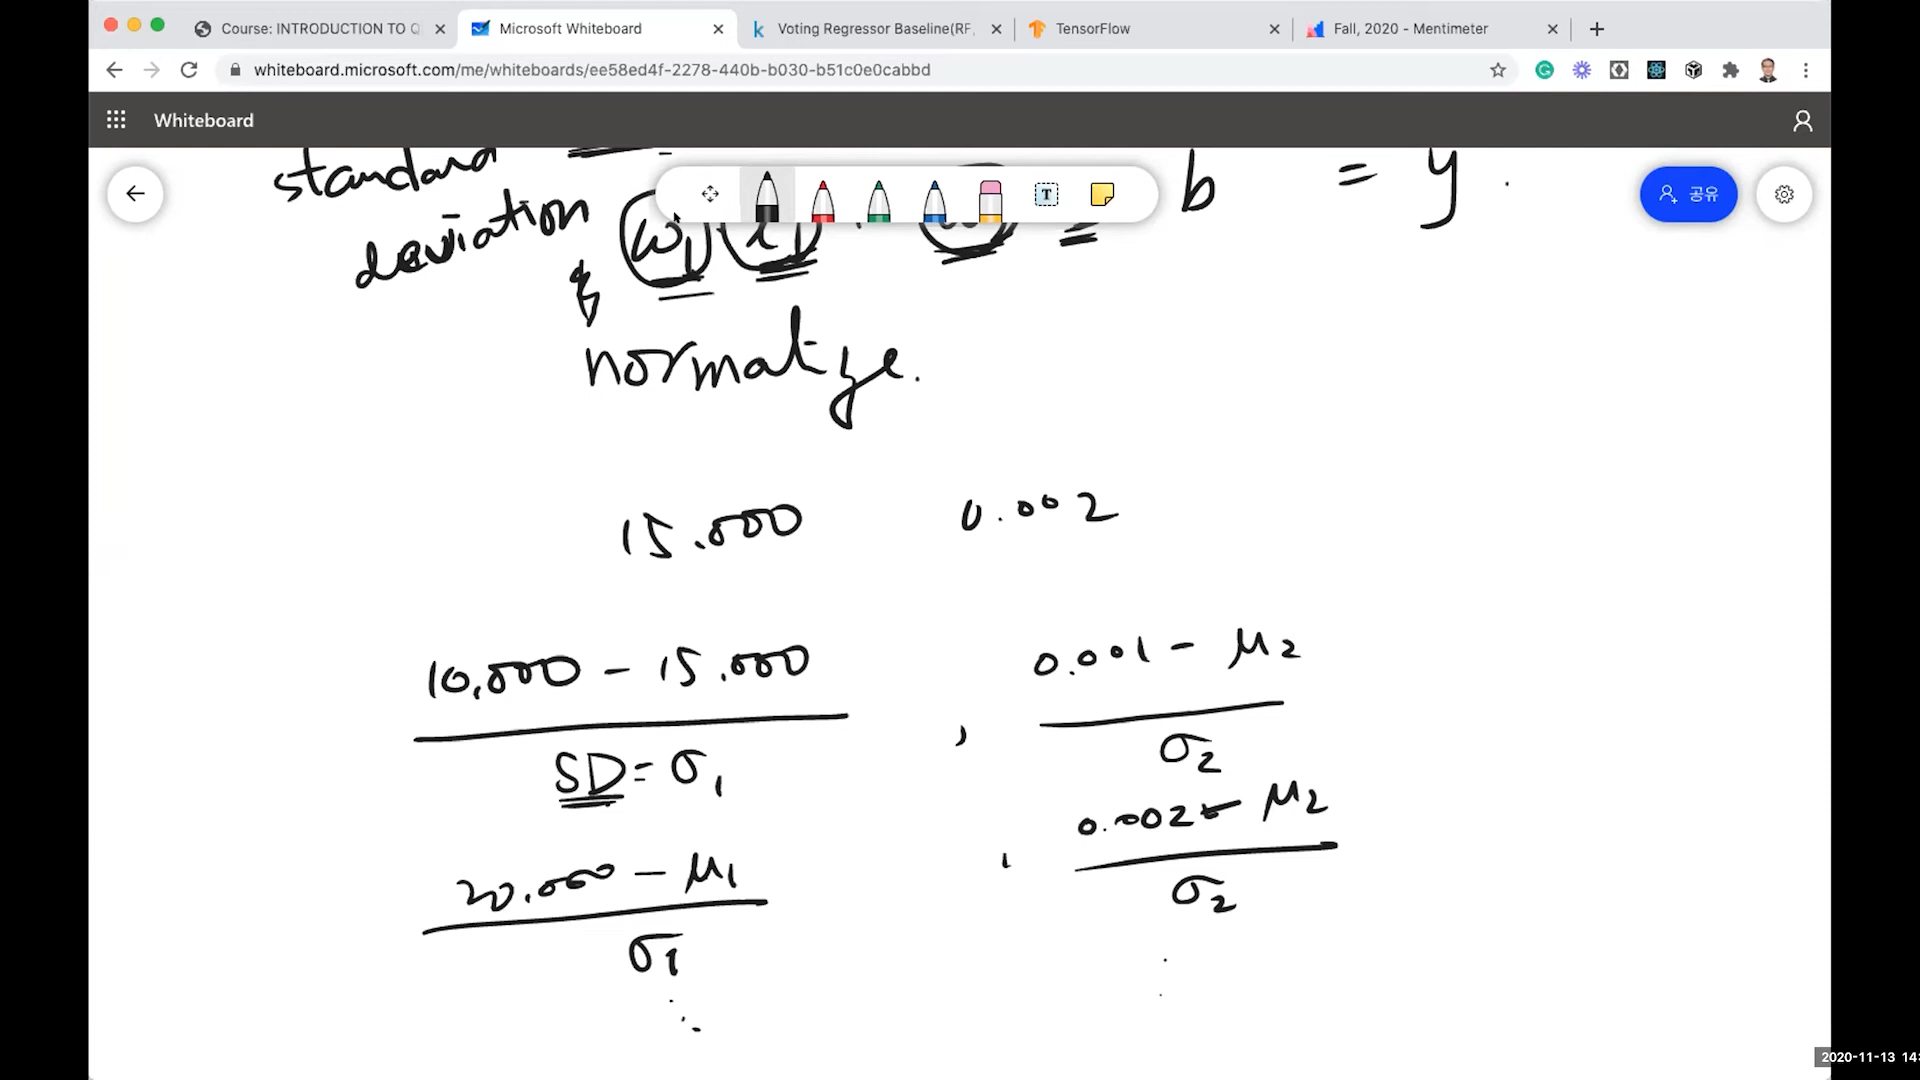 Course: INTRODUCTION TO Q
Microsoft Whiteboard
Voting Regressor Baseline(RF,
TensorFlow
Fall, 2020 - Mentimeter
whiteboard.microsoft.com/me/whiteboards/ee58ed4f-2278-440b-b030-b51c0e0cabbd
Whiteboard
공유
standard
b = y.
deviation
w₁
&
normalize.
15.000 0.002
10,000 - 15.000 , 0.001 - μ₂
SD = σ₁ σ₂
20.000 - μ₁ , 0.002 - μ₂
σ₁ σ₂
2020-11-13 14: